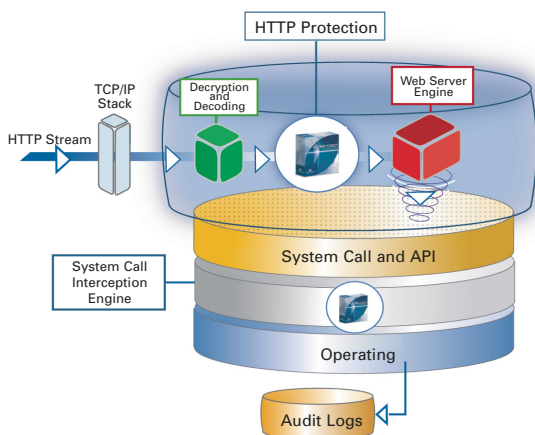 HTTP Protection
TCP/IP
Stack
Decryption
and
Decoding
Web Server
Engine
HTTP Stream
System Call and API
System Call
Interception
Engine
Operating
Audit Logs